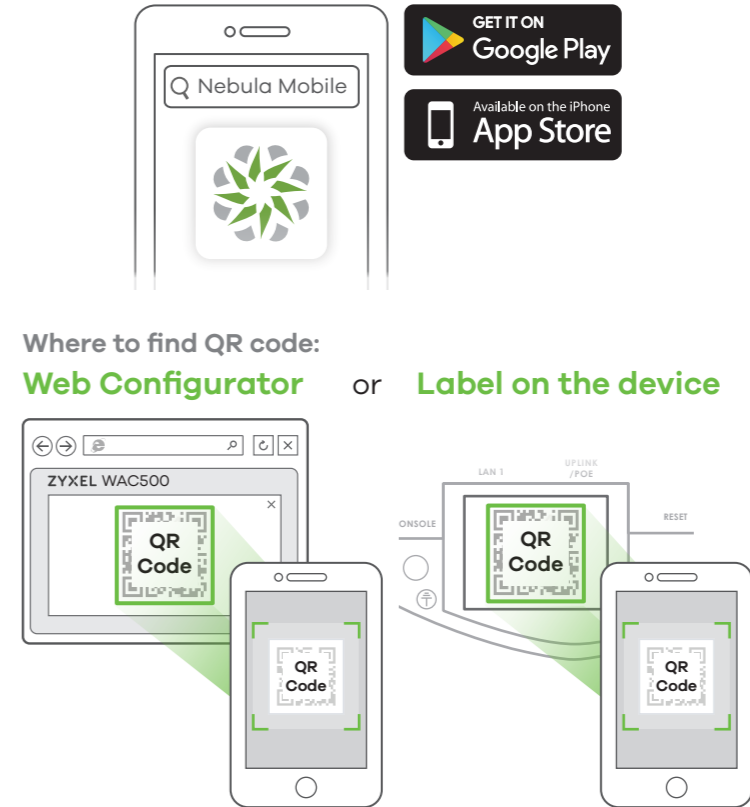 Nebula Mobile
GET IT ON
Google Play
Available on the iPhone
App Store
Where to find QR code:
Web Configurator or Label on the device
ZYXEL WAC500
QR
Code
QR
Code
LAN 1
UPLINK
/POE
ONSOLE
RESET
QR
Code
QR
Code